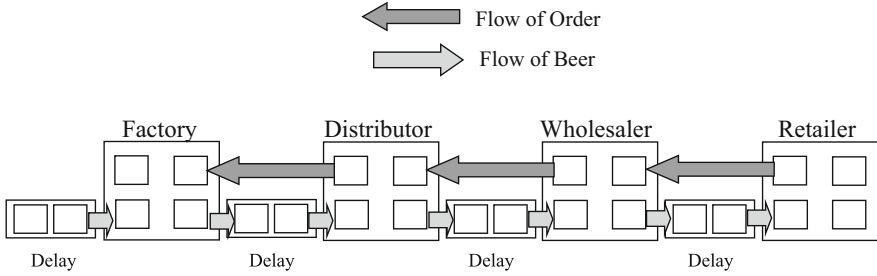 Flow of Order
Flow of Beer
Factory
Distributor
Wholesaler
Retailer
Delay
Delay
Delay
Delay